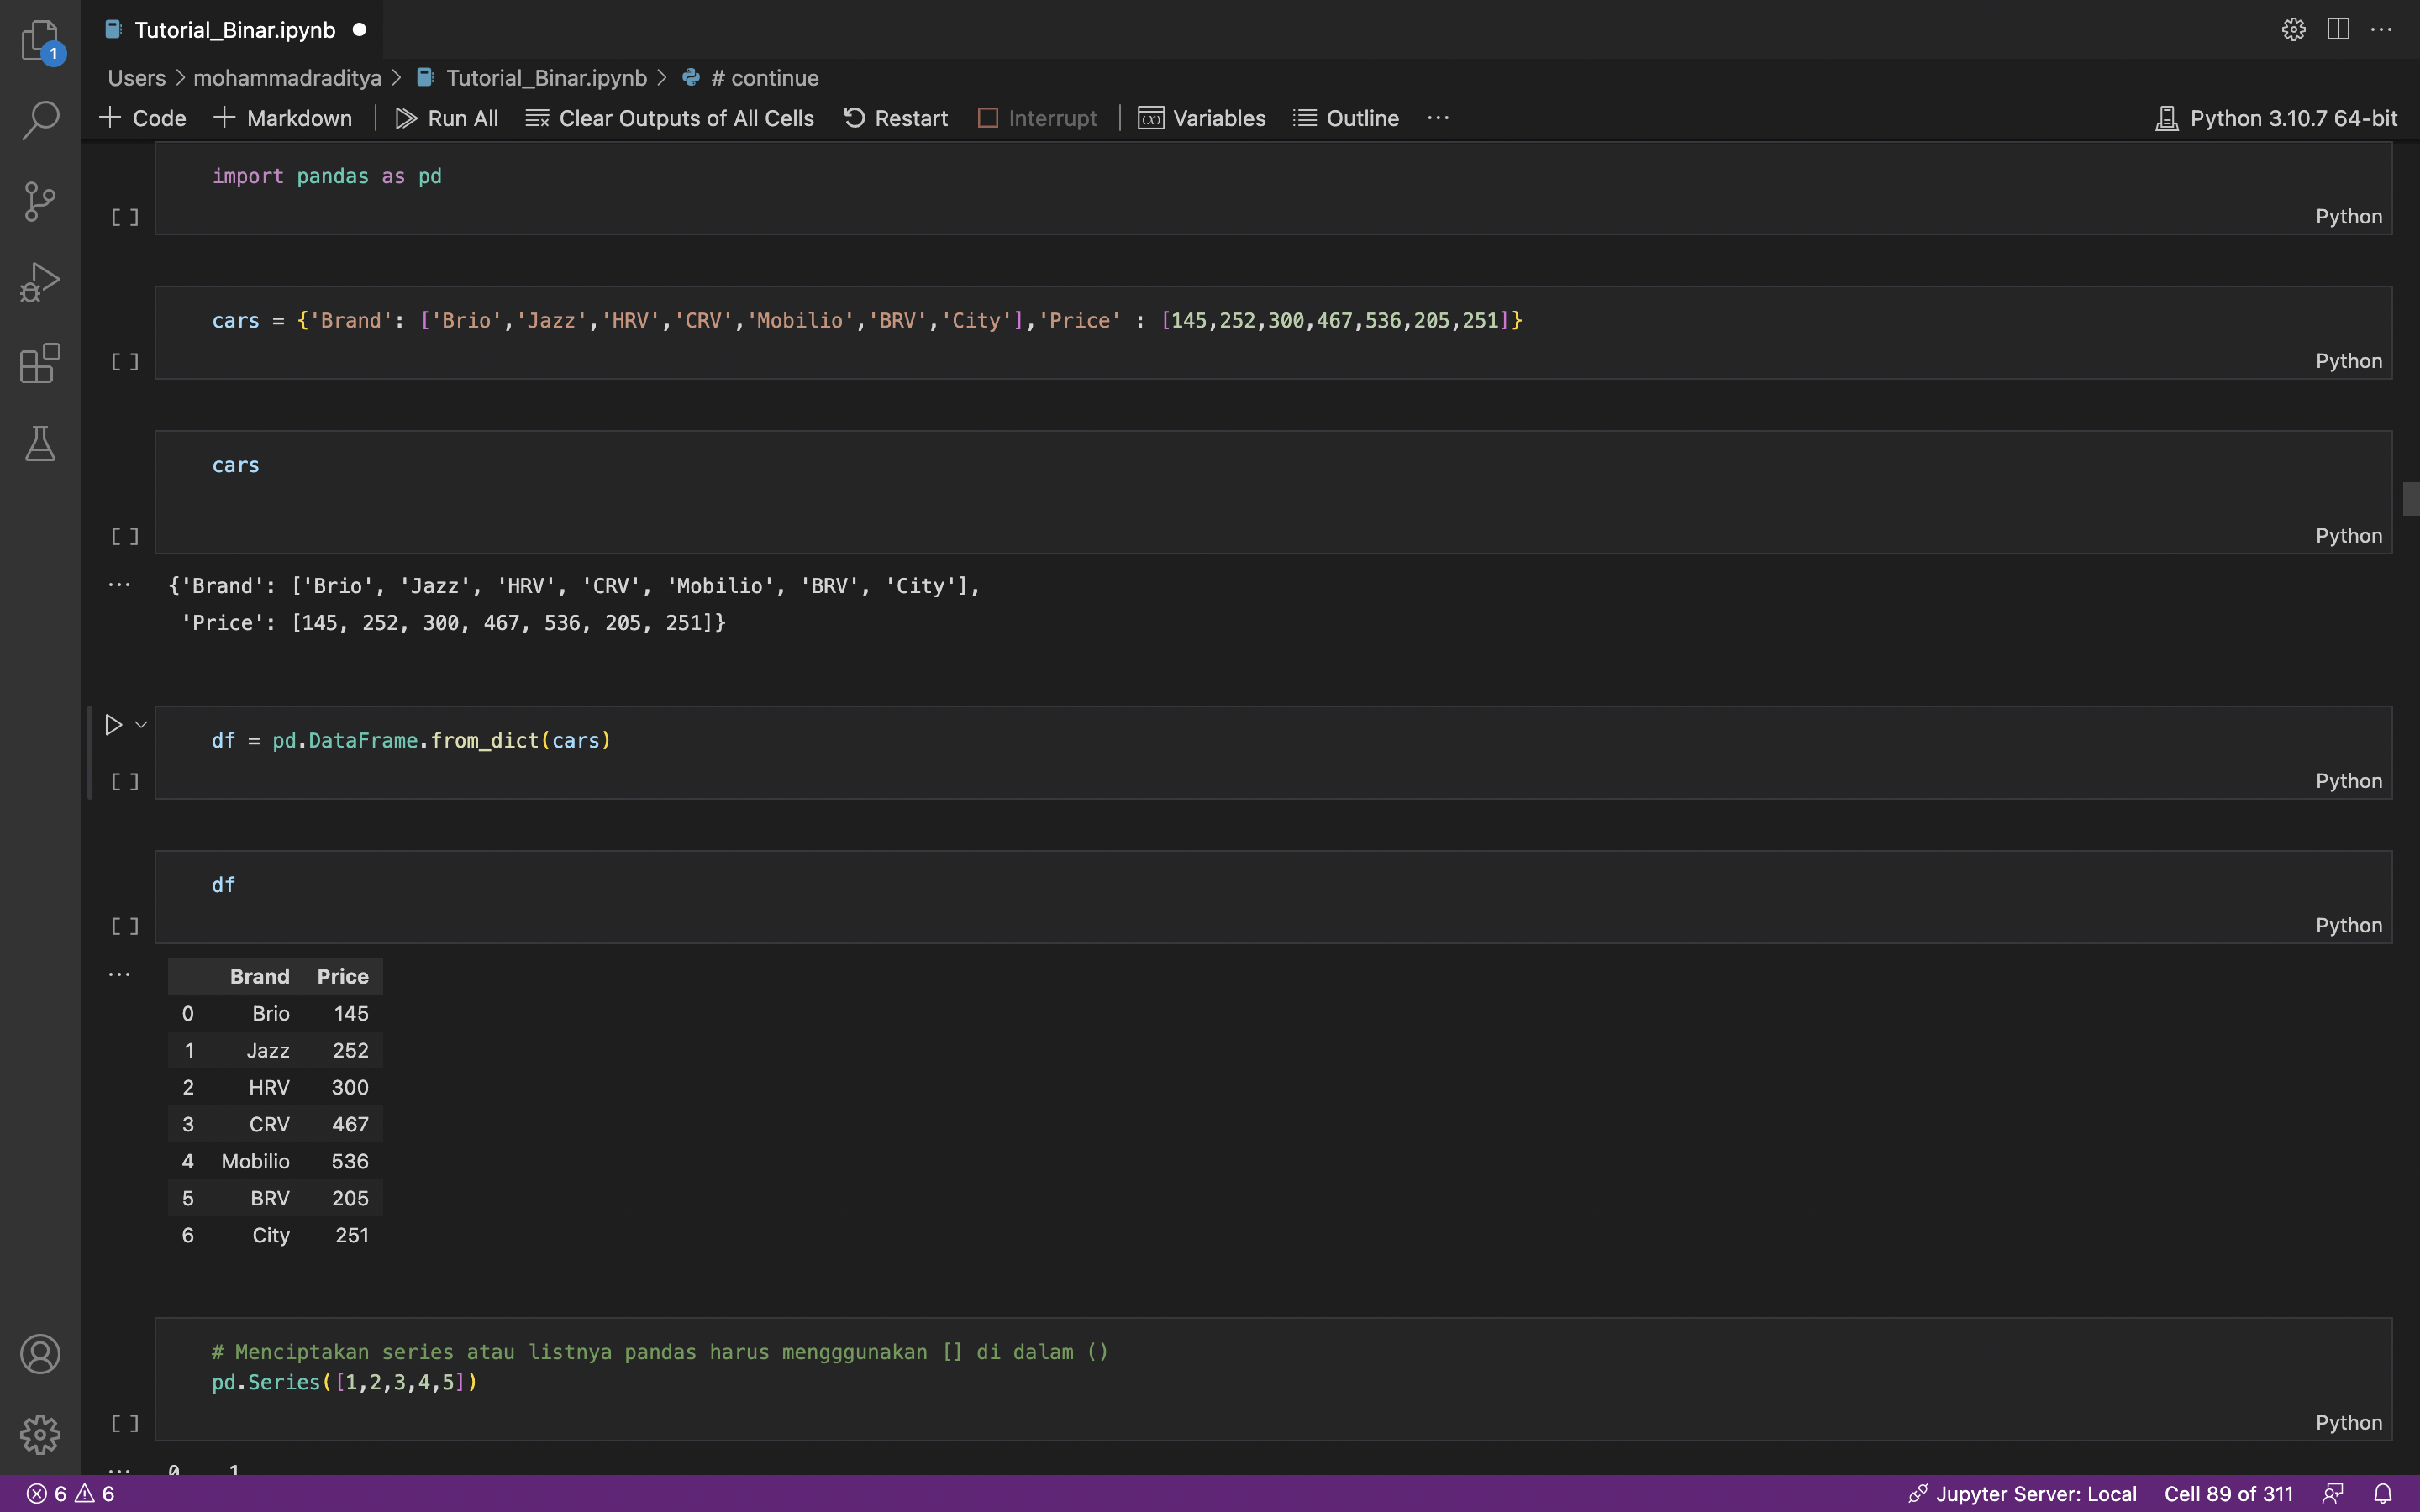 Tutorial_Binar.ipynb
1
Users > mohammadraditya > Tutorial_Binar.ipynb > # continue
+ Code + Markdown | Run All Clear Outputs of All Cells Restart Interrupt | Variables Outline ...
Python 3.10.7 64-bit
import pandas as pd
[ ]
Python
cars = {'Brand': ['Brio','Jazz','HRV','CRV','Mobilio','BRV','City'],'Price' : [145,252,300,467,536,205,251]}
[ ]
Python
cars
[ ]
Python
... {'Brand': ['Brio', 'Jazz', 'HRV', 'CRV', 'Mobilio', 'BRV', 'City'],
'Price': [145, 252, 300, 467, 536, 205, 251]}
df = pd.DataFrame.from_dict(cars)
[ ]
Python
df
[ ]
Python
... Brand Price
0 Brio 145
1 Jazz 252
2 HRV 300
3 CRV 467
4 Mobilio 536
5 BRV 205
6 City 251
# Menciptakan series atau listnya pandas harus mengggunakan [] di dalam ()
pd.Series([1,2,3,4,5])
[ ]
Python
... 0 1
6 6
Jupyter Server: Local Cell 89 of 311